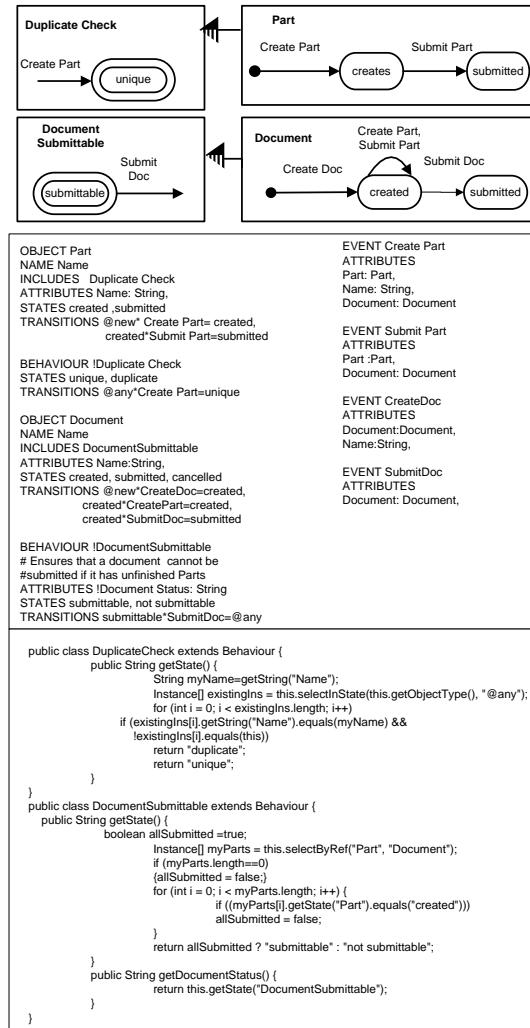 Duplicate Check
Create Part
unique
Part
Create Part
Submit Part
creates
submitted
Document
Submittable
Submit
Doc
submittable
Document
Create Part,
Submit Part
Create Doc
Submit Doc
created
submitted
OBJECT Part
NAME Name
INCLUDES Duplicate Check
ATTRIBUTES Name: String,
STATES created ,submitted
TRANSITIONS @new* Create Part= created,
created*Submit Part=submitted
BEHAVIOUR !Duplicate Check
STATES unique, duplicate
TRANSITIONS @any*Create Part=unique
OBJECT Document
NAME Name
INCLUDES DocumentSubmittable
ATTRIBUTES Name:String,
STATES created, submitted, cancelled
TRANSITIONS @new*CreateDoc=created,
created*CreatePart=created,
created*SubmitDoc=submitted
BEHAVIOUR !DocumentSubmittable
# Ensures that a document cannot be
#submitted if it has unfinished Parts
ATTRIBUTES !Document Status: String
STATES submittable, not submittable
TRANSITIONS submittable*SubmitDoc=@any
EVENT Create Part
ATTRIBUTES
Part: Part,
Name: String,
Document: Document
EVENT Submit Part
ATTRIBUTES
Part :Part,
Document: Document
EVENT CreateDoc
ATTRIBUTES
Document:Document,
Name:String,
EVENT SubmitDoc
ATTRIBUTES
Document: Document,
public class DuplicateCheck extends Behaviour {
public String getState() {
String myName=getString("Name");
Instance[] existingIns = this.selectInState(this.getObjectType(), "@any");
for (int i = 0; i < existingIns.length; i++)
if (existingIns[i].getString("Name").equals(myName) &&
!existingIns[i].equals(this))
return "duplicate";
return "unique";
}
}
public class DocumentSubmittable extends Behaviour {
public String getState() {
boolean allSubmitted =true;
Instance[] myParts = this.selectByRef("Part", "Document");
if (myParts.length==0)
{allSubmitted = false;}
for (int i = 0; i < myParts.length; i++) {
if ((myParts[i].getState("Part").equals("created")))
allSubmitted = false;
}
return allSubmitted ? "submittable" : "not submittable";
}
public String getDocumentStatus() {
return this.getState("DocumentSubmittable");
}
}